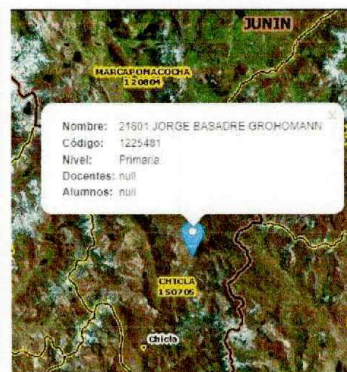 JUNIN
MARCAPOMACOCHA
120804
x
Nombre: 21601 JORGE BASADRE GROHOMANN
Código: 1225481
Nivel: Primaria
Docentes: null
Alumnos: null
CHICLA
150705
Chicla